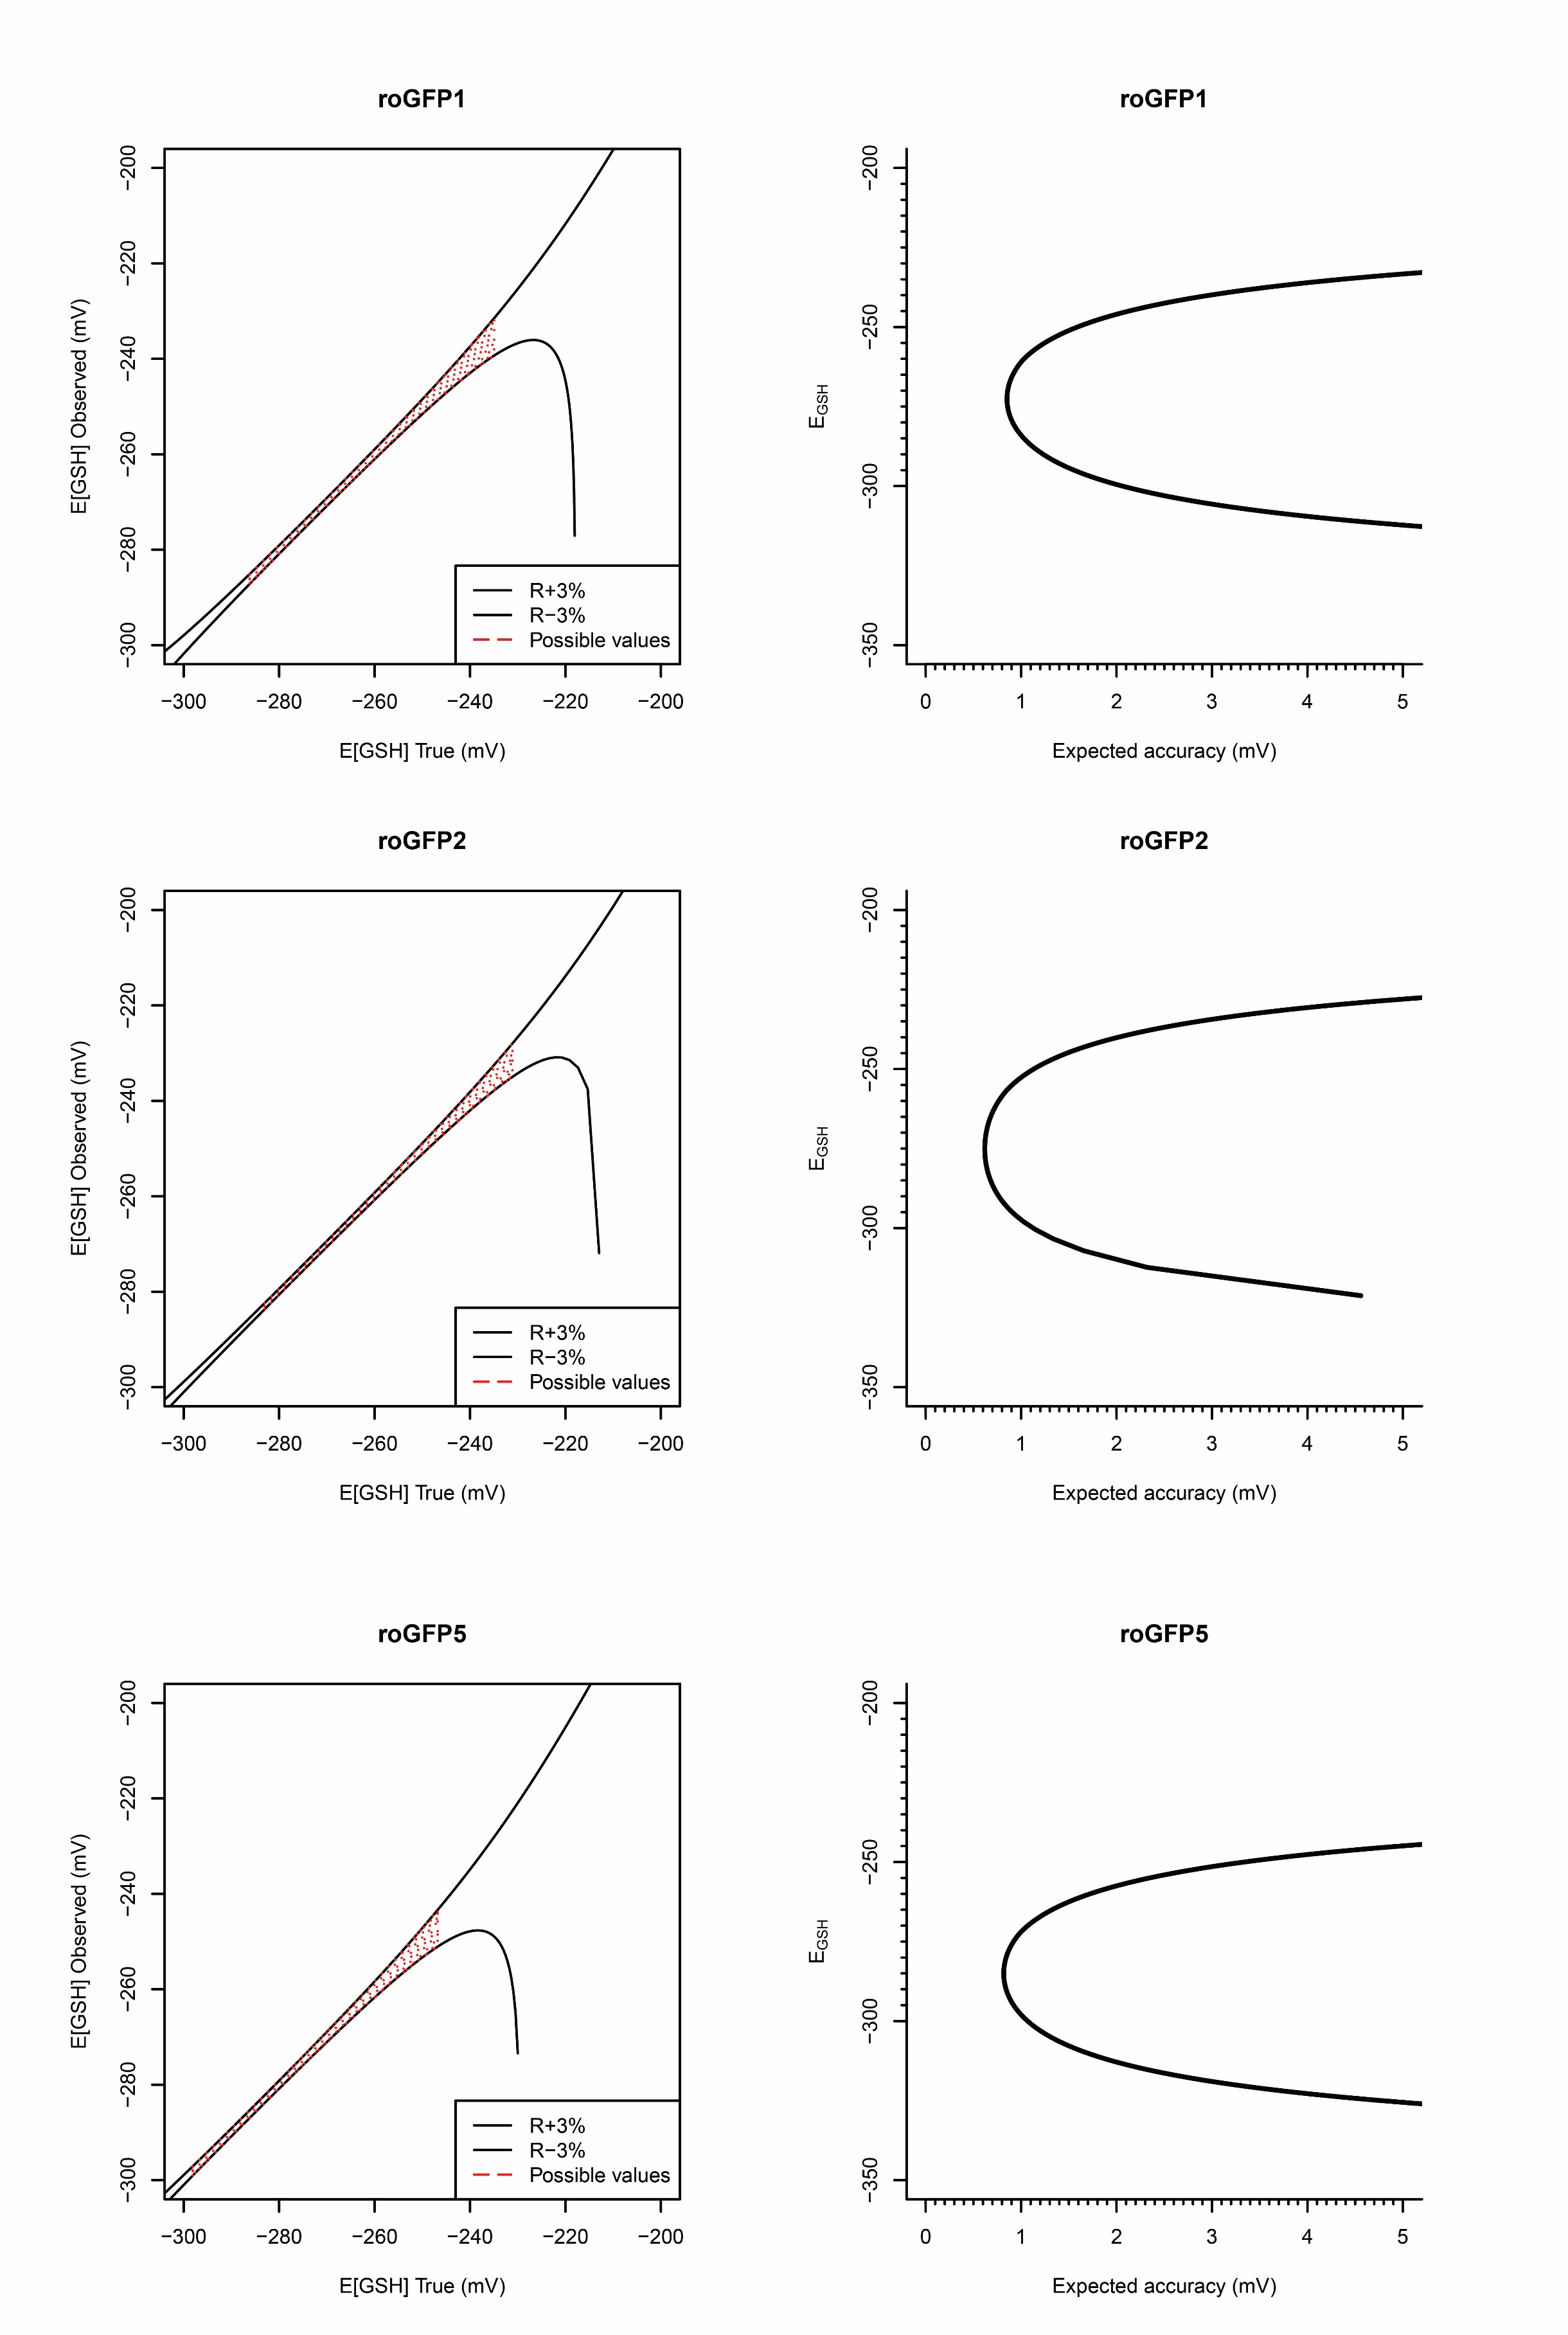 roGFP1
E[GSH] Observed (mV)
−200
−220
−240
−260
−280
−300
R+3%
R−3%
Possible values
−300 −280 −260 −240 −220 −200
E[GSH] True (mV)
roGFP1
EGSH
−200
−250
−300
−350
0 1 2 3 4 5
Expected accuracy (mV)
roGFP2
E[GSH] Observed (mV)
−200
−220
−240
−260
−280
−300
R+3%
R−3%
Possible values
−300 −280 −260 −240 −220 −200
E[GSH] True (mV)
roGFP2
EGSH
−200
−250
−300
−350
0 1 2 3 4 5
Expected accuracy (mV)
roGFP5
E[GSH] Observed (mV)
−200
−220
−240
−260
−280
−300
R+3%
R−3%
Possible values
−300 −280 −260 −240 −220 −200
E[GSH] True (mV)
roGFP5
EGSH
−200
−250
−300
−350
0 1 2 3 4 5
Expected accuracy (mV)